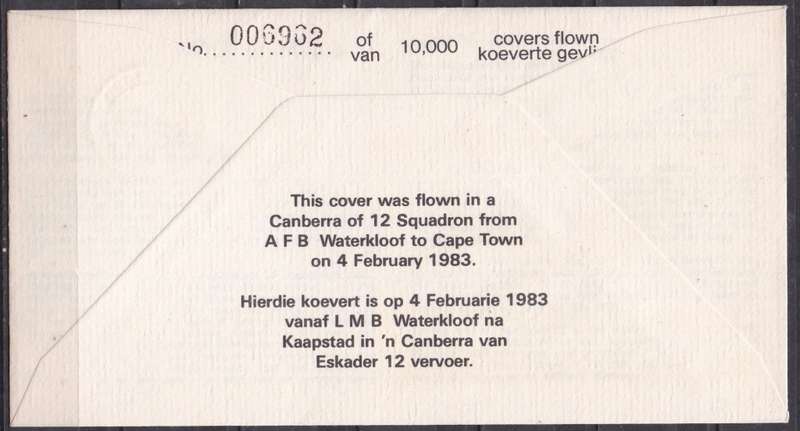 No. 006962 of 10,000 covers flown
van koeverte
This cover was flown in a
Canberra of 12 Squadron from
A F B Waterkloof to Cape Town
on 4 February 1983.
Hierdie koevert is op 4 Februarie 1983
vanaf L M B Waterkloof na
Kaapstad in 'n Canberra van
Eskader 12 vervoer.